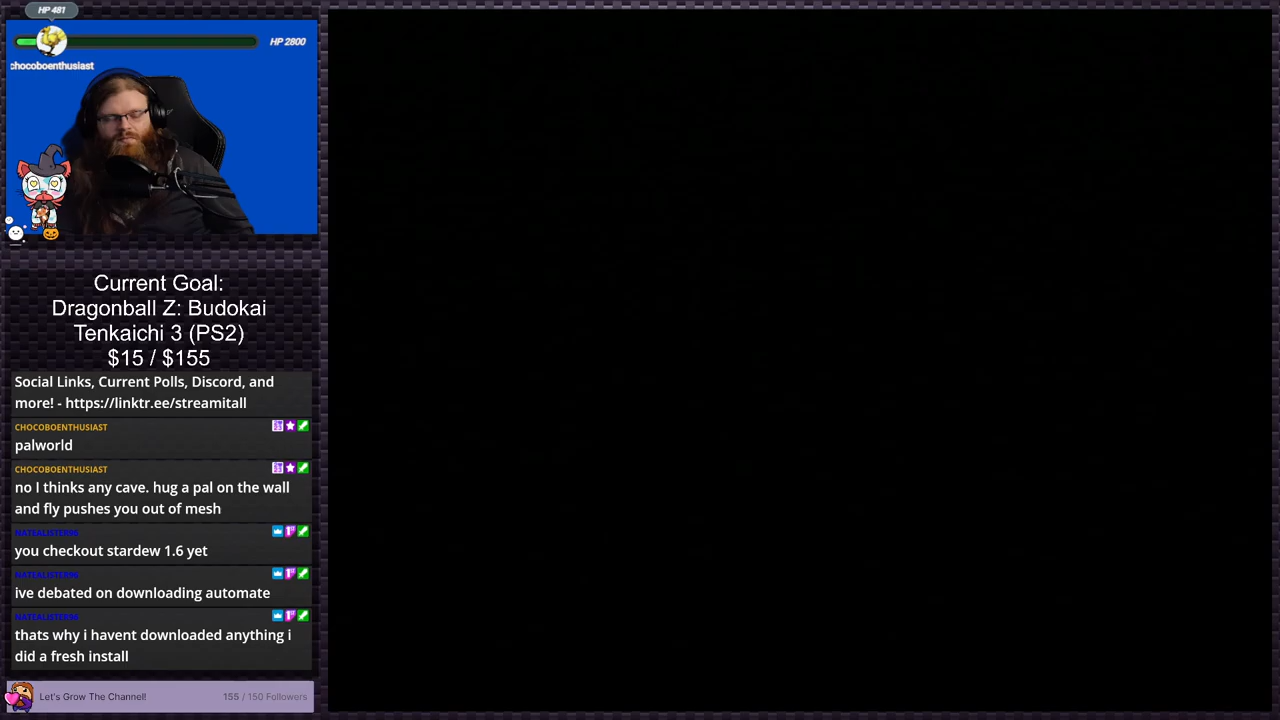 HP 481
HP 2800
chocoboenthusiast
Current Goal:
Dragonball Z: Budokai
Tenkaichi 3 (PS2)
$15 / $155
Social Links, Current Polls, Discord, and
more! - https://linktr.ee/streamitall
CHOCOBOENTHUSIAST
palworld
CHOCOBOENTHUSIAST
no I thinks any cave. hug a pal on the wall
and fly pushes you out of mesh
NATEALISTER96
you checkout stardew 1.6 yet
NATEALISTER96
ive debated on downloading automate
NATEALISTER96
thats why i havent downloaded anything i
did a fresh install
Let's Grow The Channel!
155 / 150 Followers